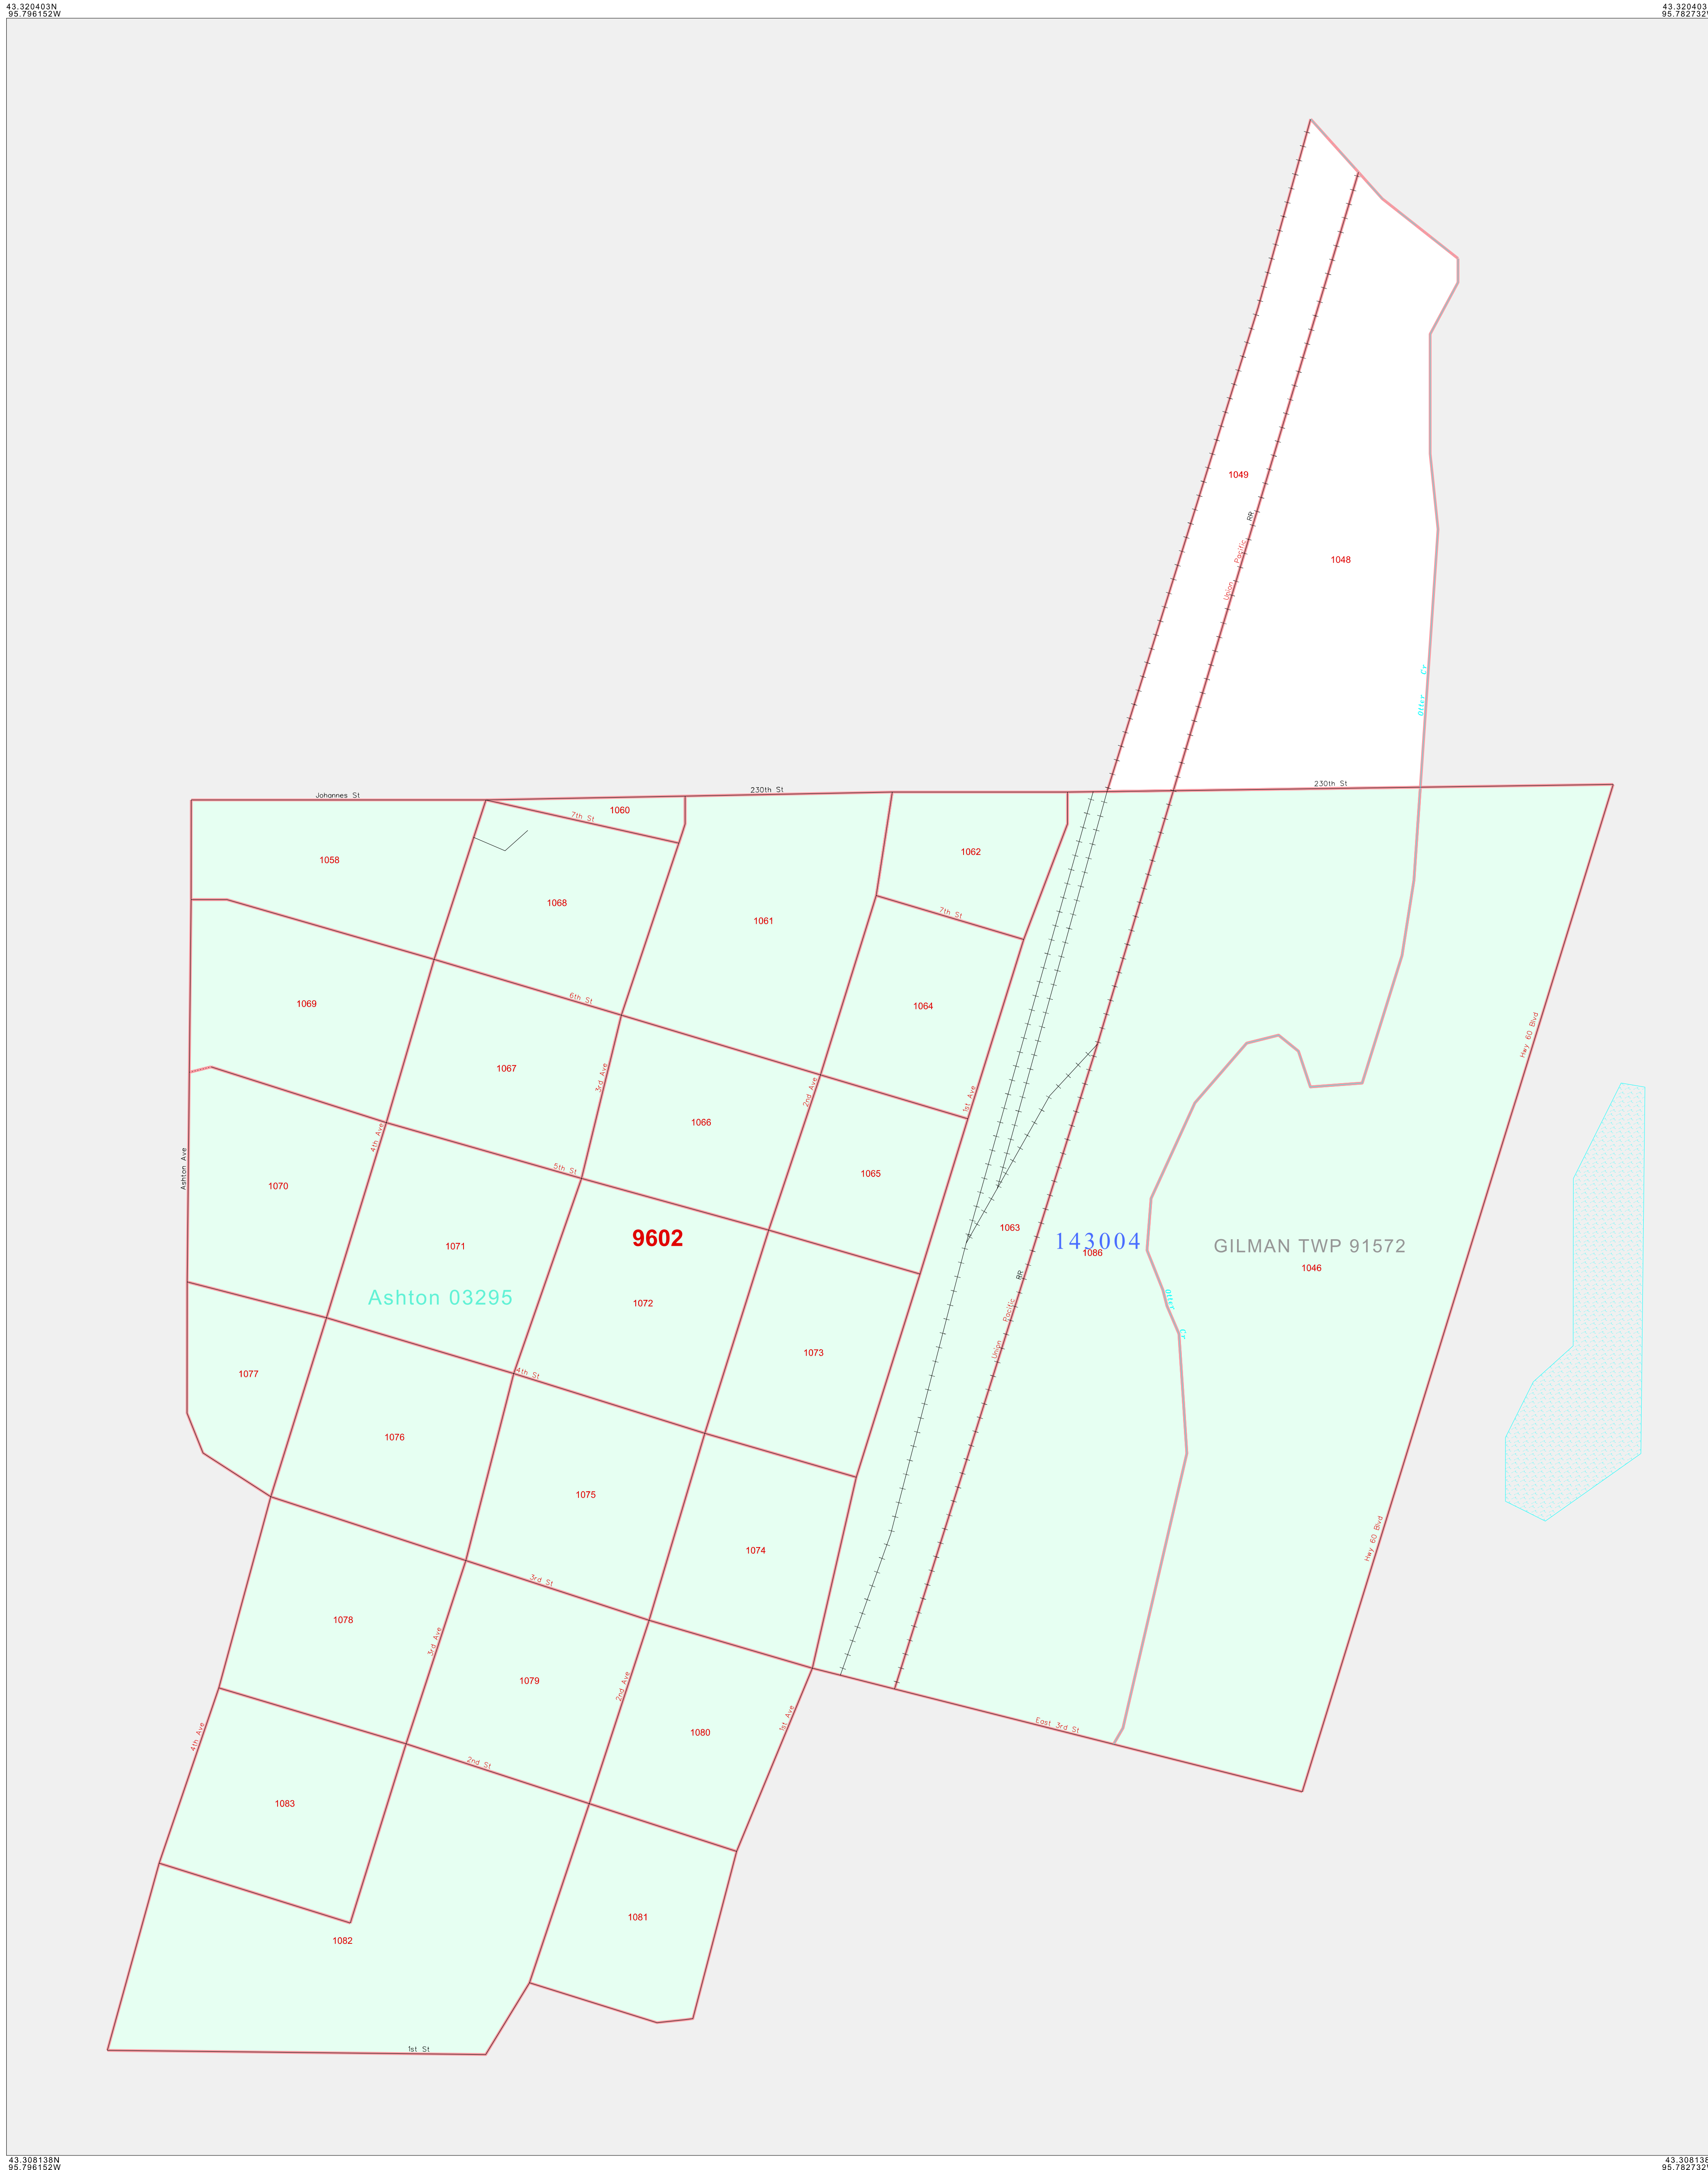 43.320403N
95.796152W
43.320403
95.782732W
1049
RR
Union Pacific
1048
Otter Cr
Johannes St
230th St
230th St
1060
7th St
1058
1062
1068
1061
7th St
6th St
1069
1064
Hwy 60 Blvd
1067
3rd Ave
2nd Ave
1st Ave
1066
4th Ave
Ashton Ave
5th St
1065
1070
1063
9602
143004
1071
1086
GILMAN TWP 91572
1046
RR
Ashton 03295
1072
Otter Cr
Union Pacific
1073
4th St
1077
1076
1075
Hwy 60 Blvd
1074
3rd St
1078
3rd Ave
1079
2nd Ave
1st Ave
East 3rd St
1080
4th Ave
2nd St
1083
1081
1082
1st St
43.308138N
95.796152W
43.308138
95.782732W